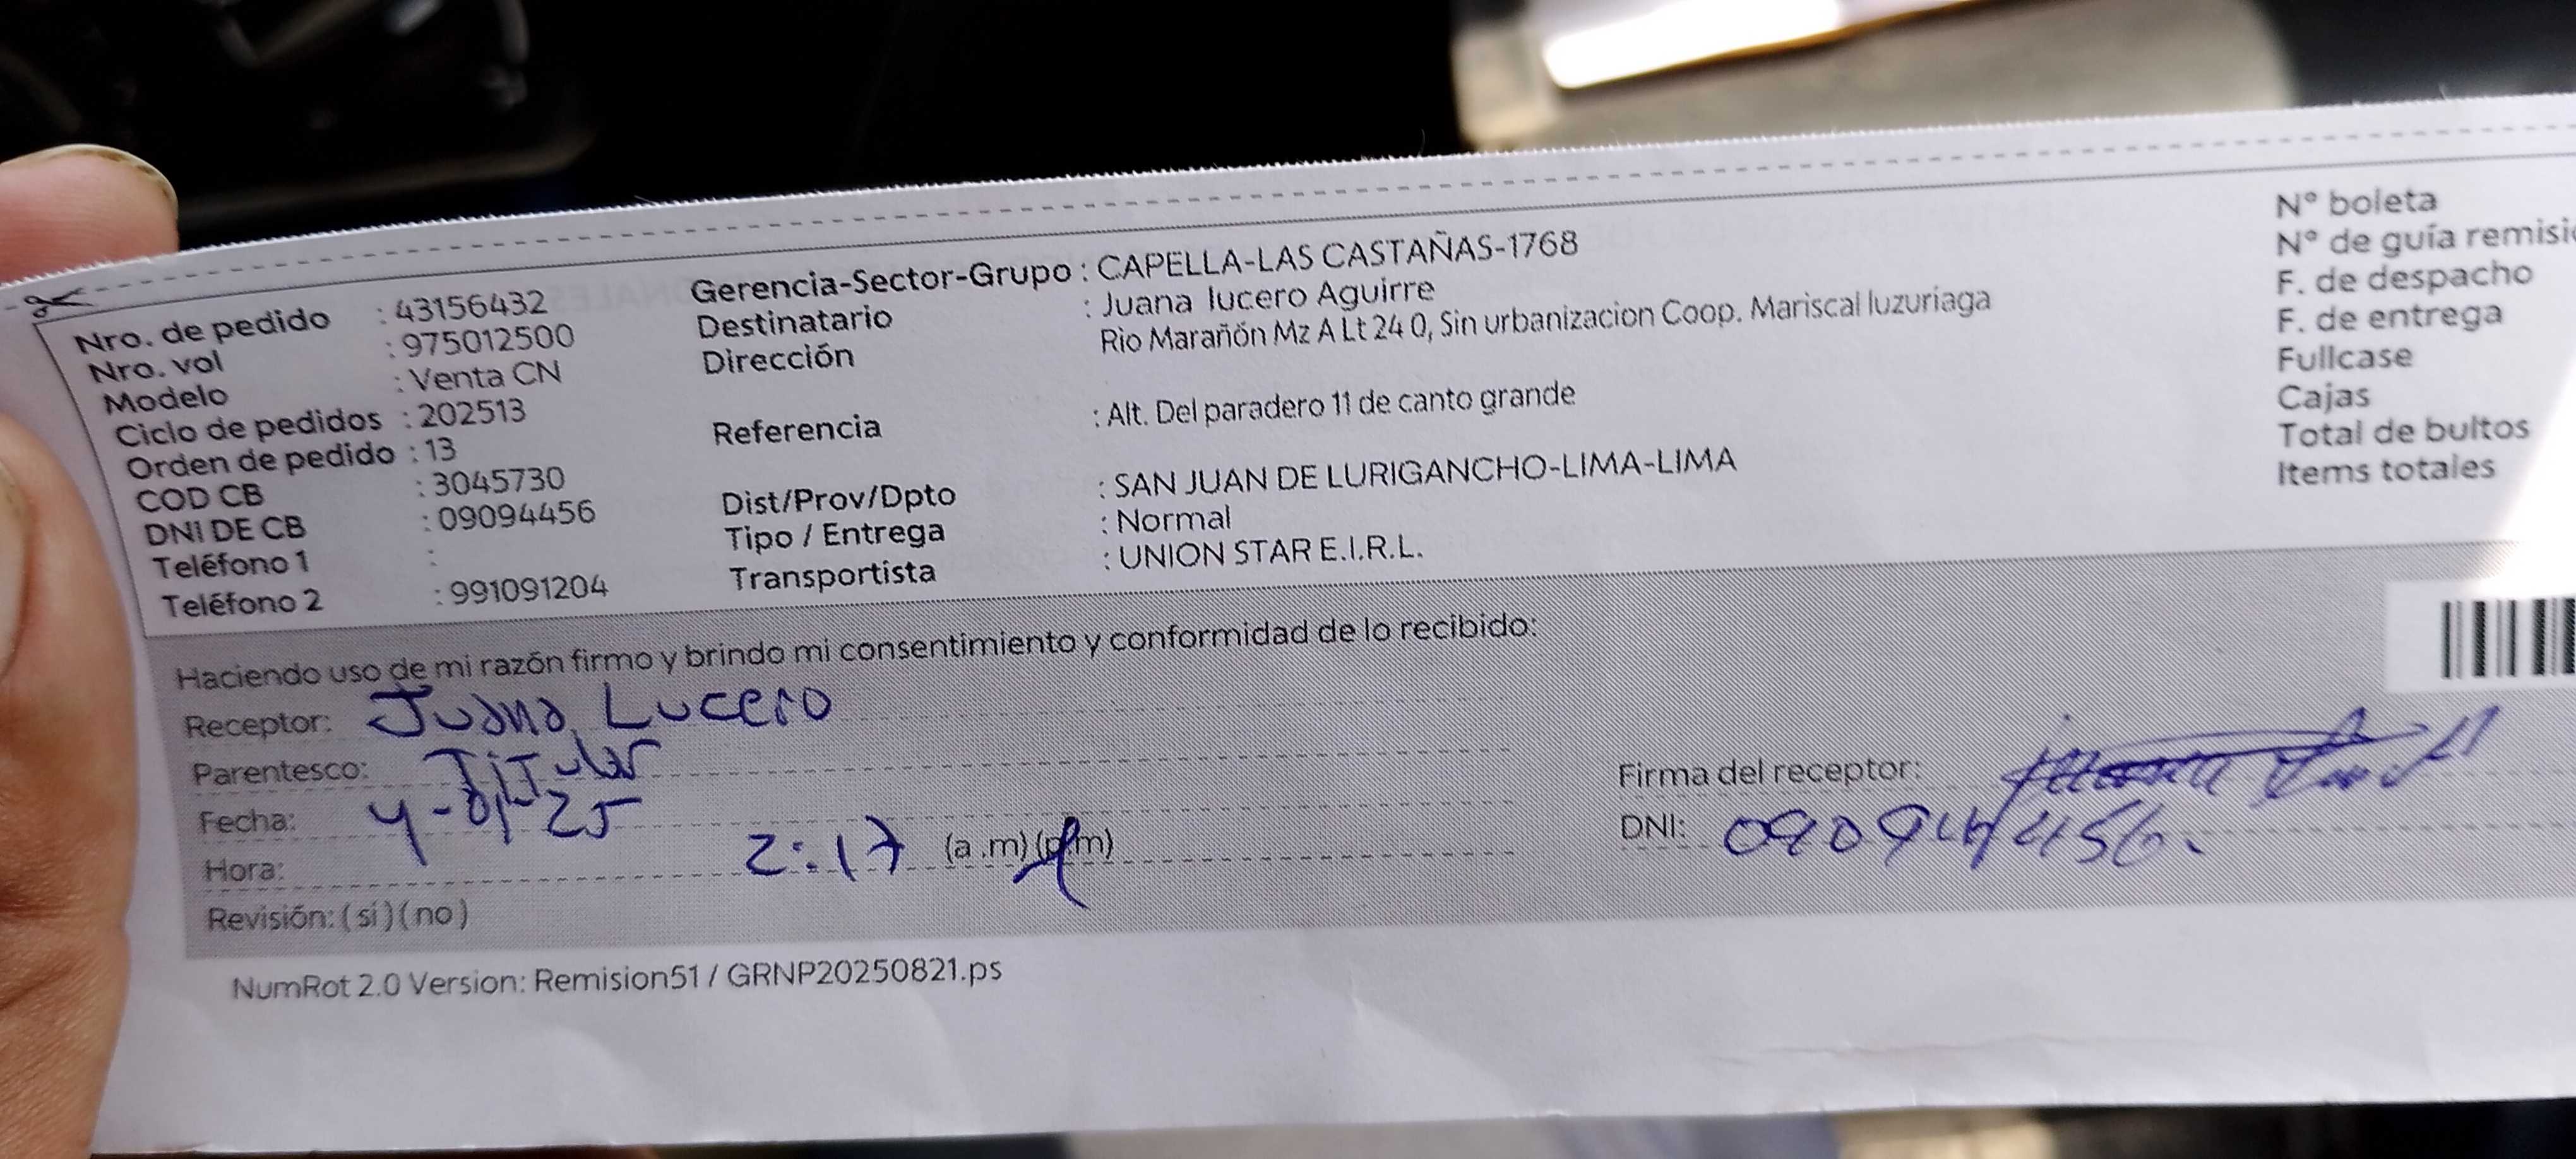 Nro. de pedido : 43156432
Nro. vol : 975012500
Modelo : Venta CN
Ciclo de pedidos : 202513
Orden de pedido : 13
COD CB : 3045730
DNI DE CB : 09094456
Teléfono 1 :
Teléfono 2 : 991091204
Gerencia-Sector-Grupo : CAPELLA-LAS CASTAÑAS-1768
Destinatario : Juana lucero Aguirre
Dirección Rio Marañón Mz A Lt 24 0, Sin urbanizacion Coop. Mariscal luzuriaga
Referencia : Alt. Del paradero 11 de canto grande
Dist/Prov/Dpto : SAN JUAN DE LURIGANCHO-LIMA-LIMA
Tipo / Entrega : Normal
Transportista : UNION STAR E.I.R.L.
N° boleta
N° de guía remisi
F. de despacho
F. de entrega
Fullcase
Cajas
Total de bultos
Items totales
Haciendo uso de mi razón firmo y brindo mi consentimiento y conformidad de lo recibido:
Receptor: Juana Lucero
Parentesco: Titular
Fecha:
Hora: 2:17 (a.m) (p.m)
Revisión: (si) (no)
Firma del receptor:
DNI: 09094456.
NumRot 2.0 Version: Remision51 / GRNP20250821.ps